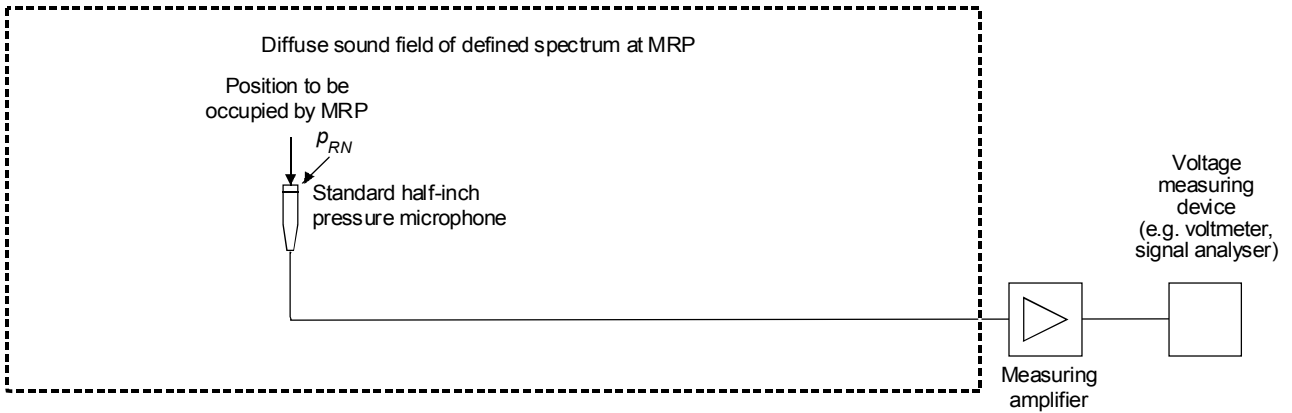 Diffuse sound field of defined spectrum at MRP
Position to be
occupied by MRP
p_RN
Standard half-inch
pressure microphone
Voltage
measuring
device
(e.g. voltmeter,
signal analyser)
Measuring
amplifier